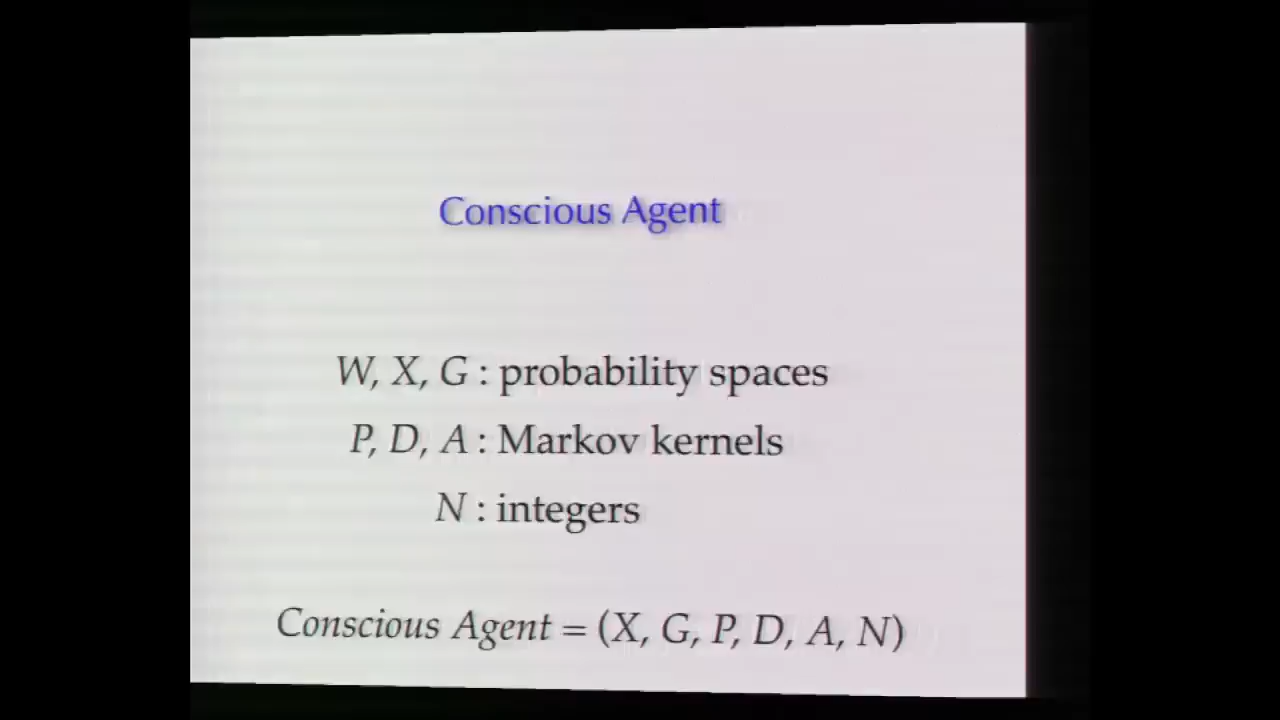 Conscious Agent
W, X, G : probability spaces
P, D, A : Markov kernels
N : integers
Conscious Agent = (X, G, P, D, A, N)